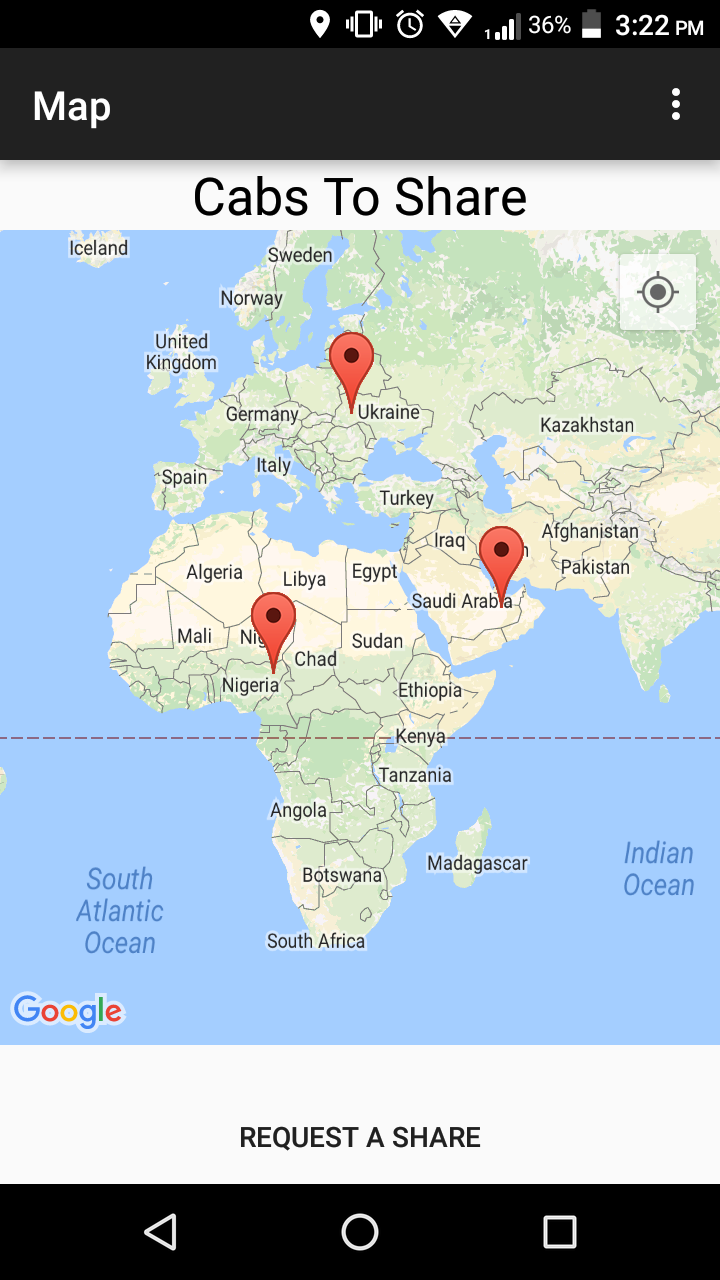 1 36% 3:22 PM
Map
Cabs To Share
Iceland
Sweden
Norway
United
Kingdom
Germany
Ukraine
Kazakhstan
Italy
Spain
Turkey
Iraq
Afghanistan
Pakistan
Algeria
Libya
Egypt
Saudi Arabia
Mali
Sudan
Chad
Nigeria
Ethiopia
Kenya
Tanzania
Angola
Madagascar
Botswana
South Africa
South
Atlantic
Ocean
Indian
Ocean
Google
REQUEST A SHARE